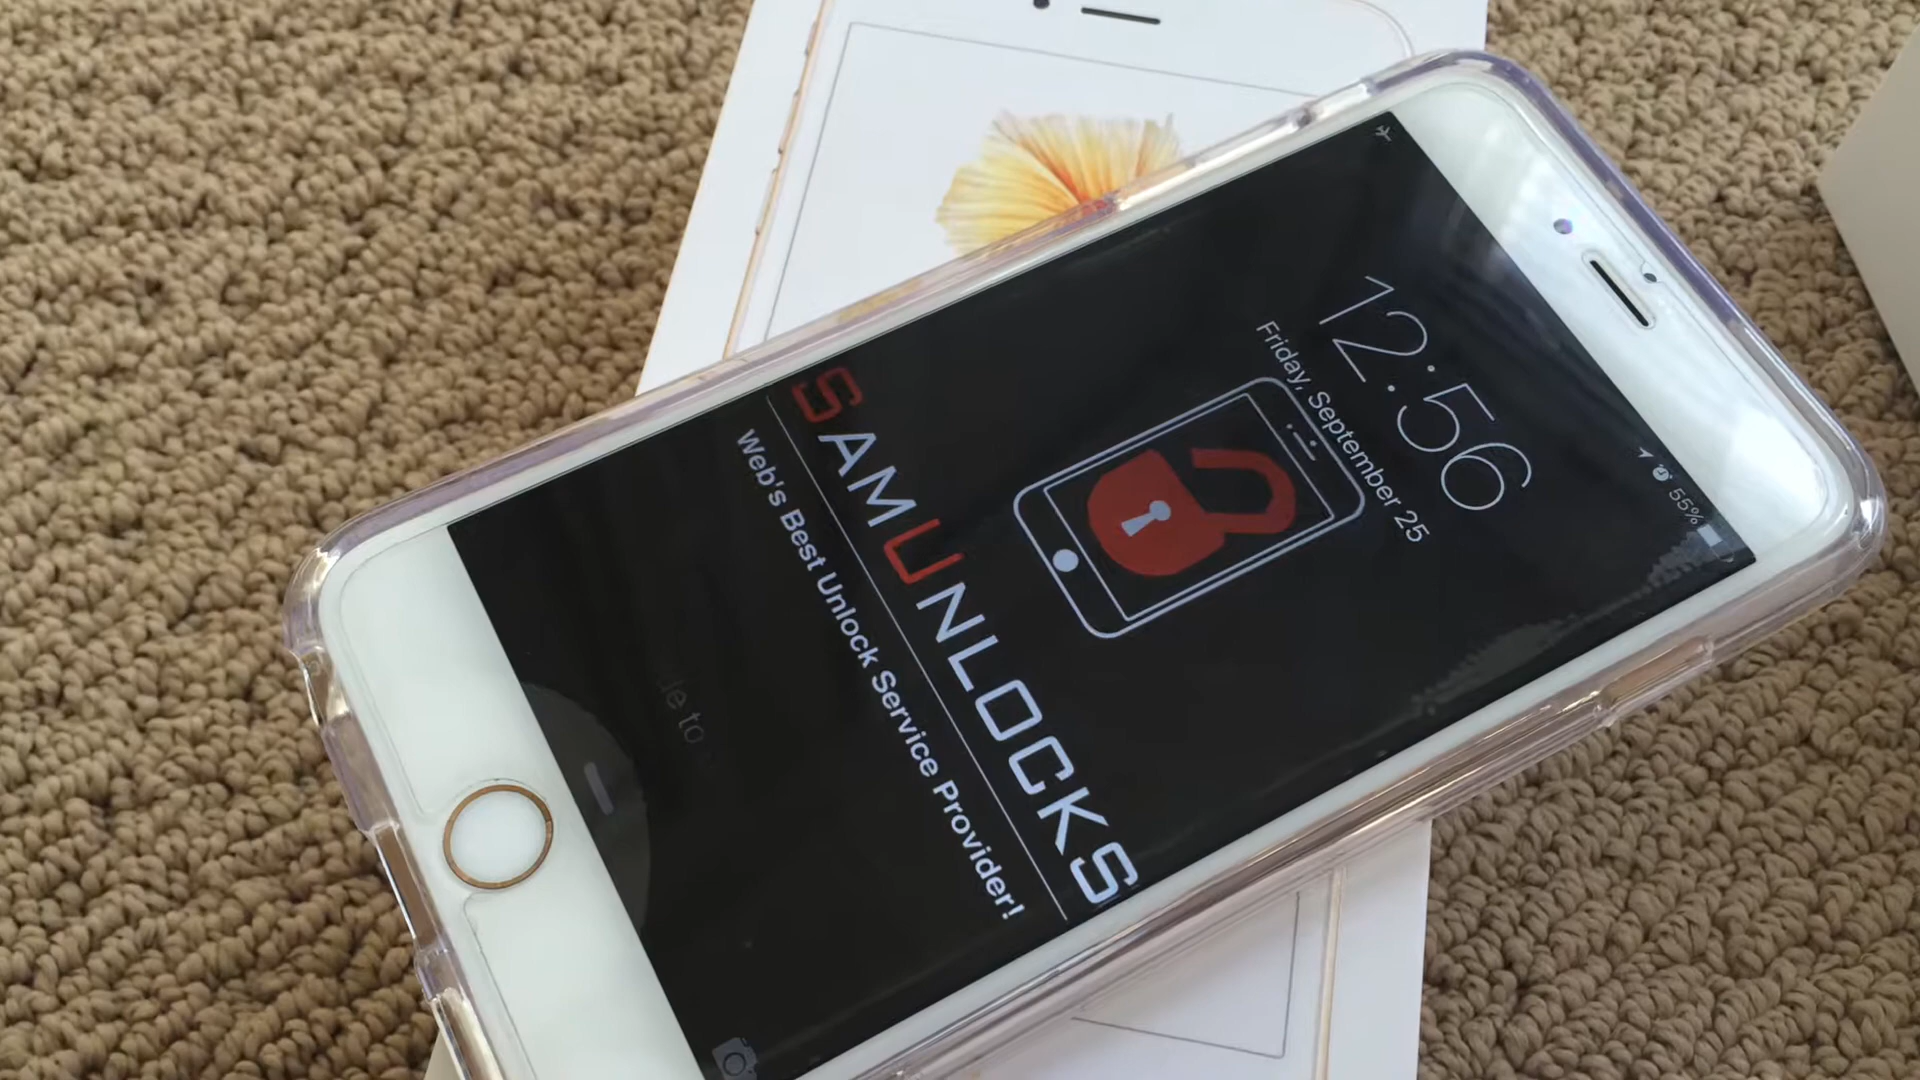 55%
12:56
Friday, September 25
SAMUNLOCKS
Web's Best Unlock Service Provider!